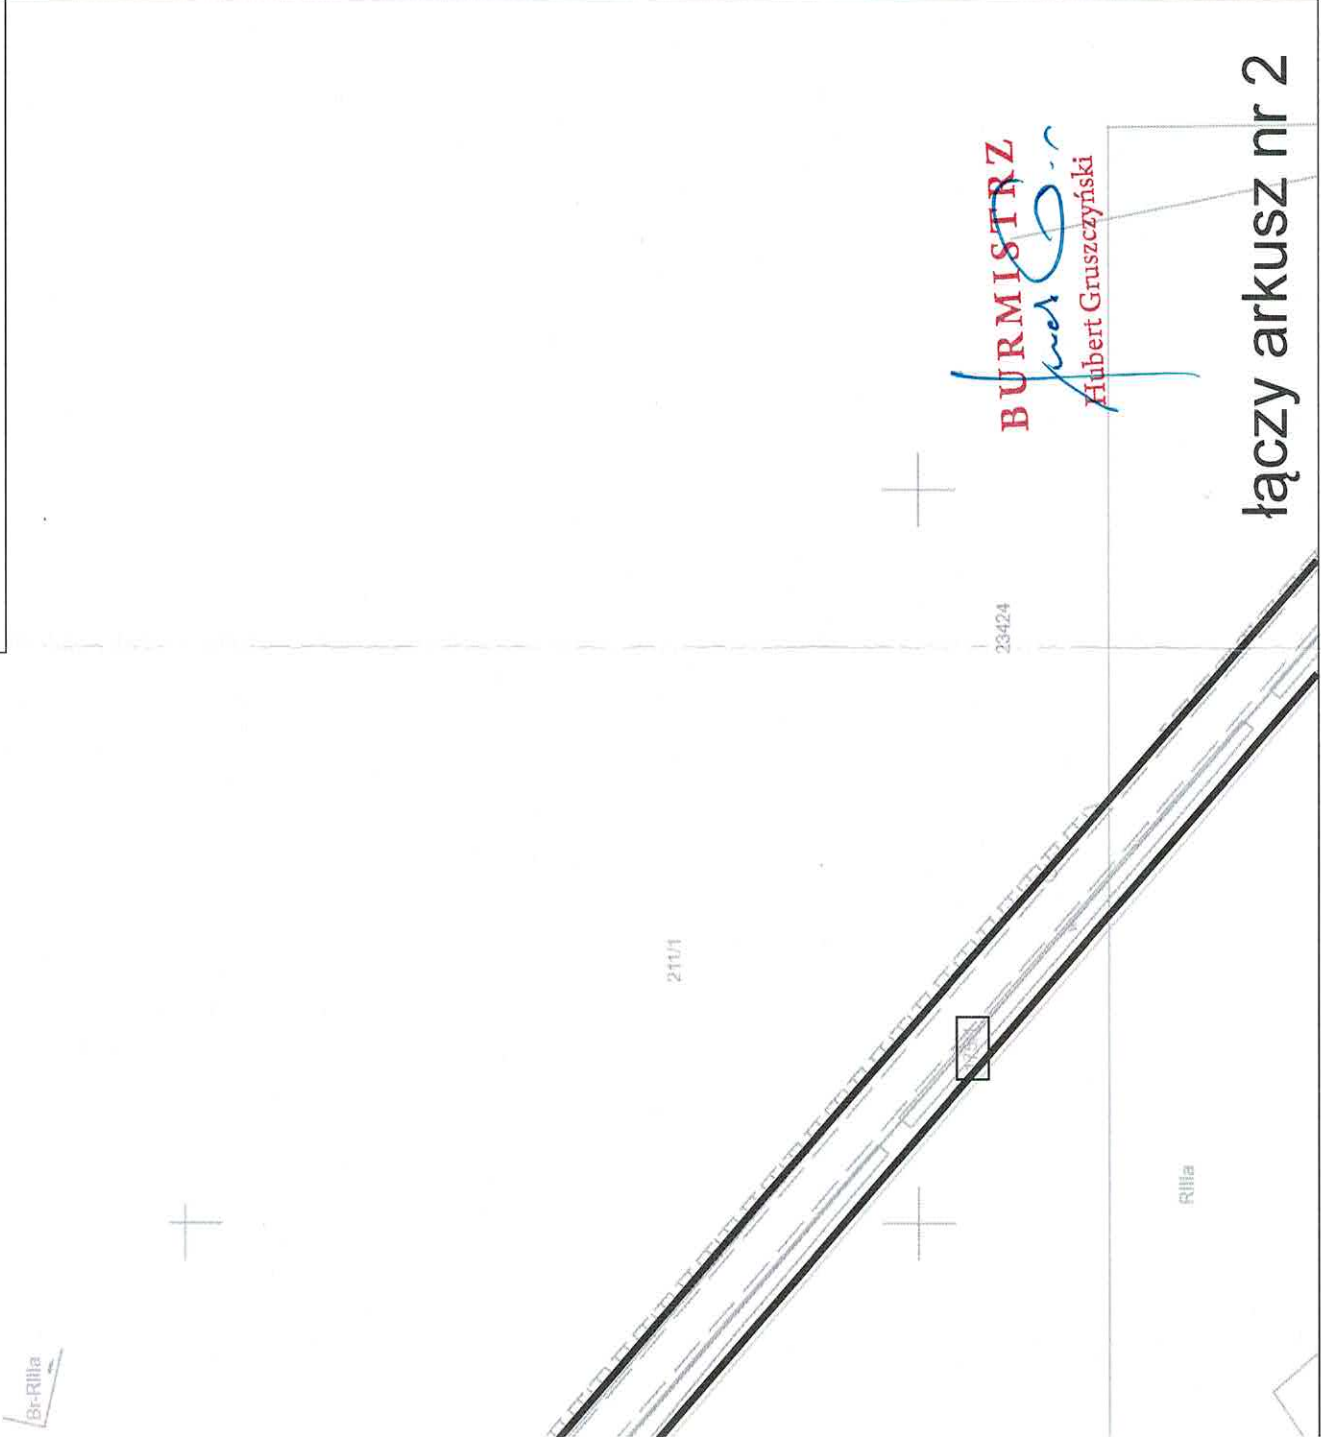 Br-RIIIa
211/1
23424
BURMISTRZ
Hubert Gruszczyński
RIIIa
łączy arkusz nr 2